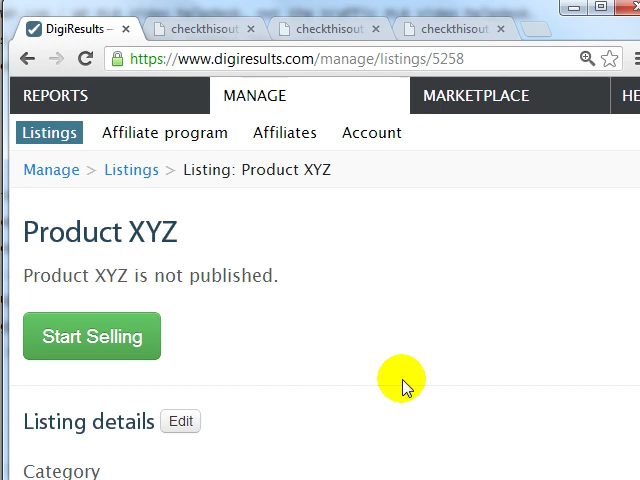 DigiResults –
checkthisout
checkthisout
checkthisout
https://www.digiresults.com/manage/listings/5258
REPORTS MANAGE MARKETPLACE HE
Listings Affiliate program Affiliates Account
Manage > Listings > Listing: Product XYZ
Product XYZ
Product XYZ is not published.
Start Selling
Listing details Edit
Category